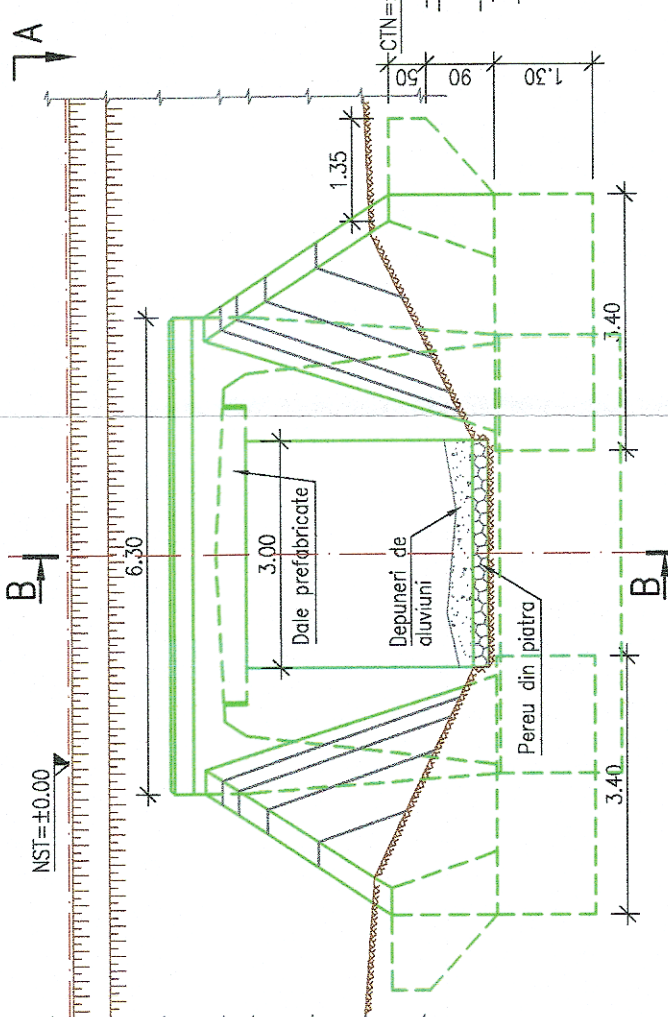 A
CTN=
NST=±0.00
B
6.30
50
90
1.30
1.35
3.00
Dale prefabricate
Depuneri de
aluviuni
Pereu din piatra
3.40
3.40
B